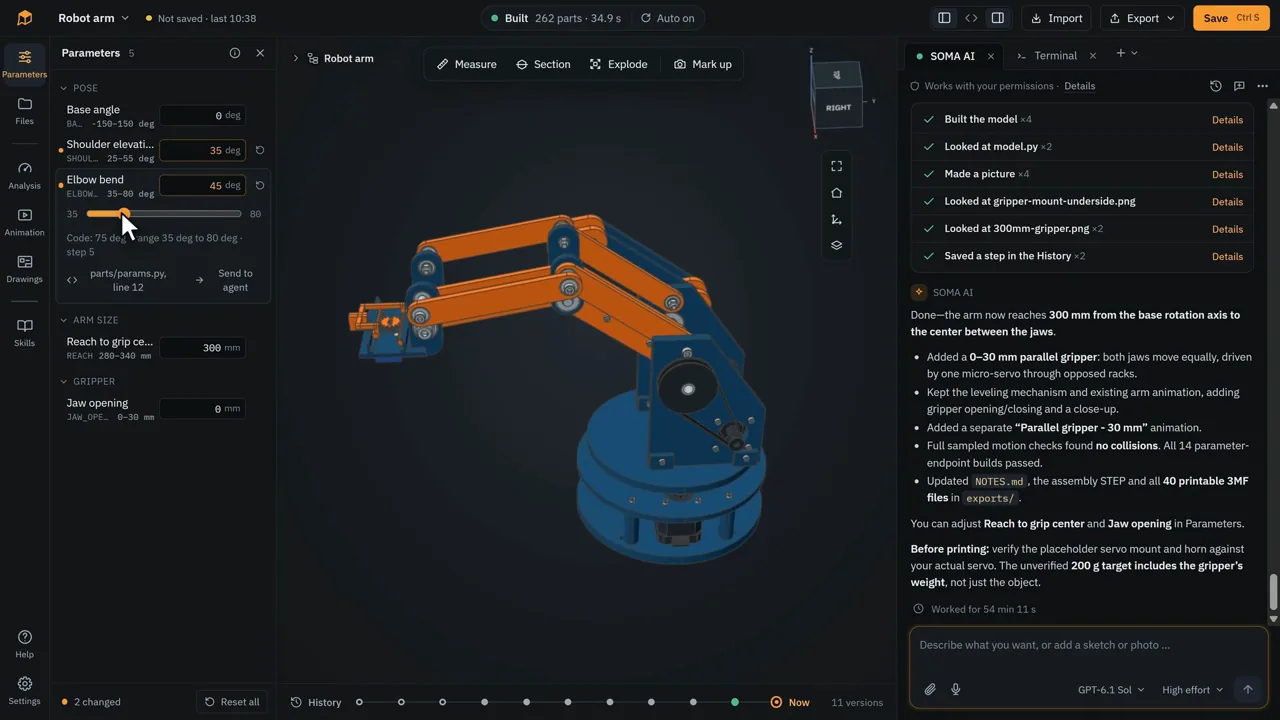 Robot arm
Not saved · last 10:38
Built 262 parts · 34.9 s
Auto on
Import
Export
Save Ctrl S
Parameters
Files
Analysis
Animation
Drawings
Skills
Help
Settings
Parameters 5
POSE
Base angle
BA… -150–150 deg
0 deg
Shoulder elevati…
SHOUL… 25–55 deg
35 deg
Elbow bend
ELBOW… 35–80 deg
45 deg
35
80
Code: 75 deg · ange 35 deg to 80 deg ·
step 5
parts/params.py,
line 12
Send to
agent
ARM SIZE
Reach to grip ce…
REACH 280–340 mm
300 mm
GRIPPER
Jaw opening
JAW_OPE… 0–30 mm
0 mm
2 changed
Reset all
Robot arm
Measure
Section
Explode
Mark up
Z
RIGHT
Y
X
History
Now
11 versions
SOMA AI
Terminal
Works with your permissions · Details
Built the model ×4 Details
Looked at model.py ×2 Details
Made a picture ×4 Details
Looked at gripper-mount-underside.png Details
Looked at 300mm-gripper.png ×2 Details
Saved a step in the History ×2 Details
SOMA AI
Done—the arm now reaches 300 mm from the base rotation axis to
the center between the jaws.
• Added a 0–30 mm parallel gripper: both jaws move equally, driven
by one micro-servo through opposed racks.
• Kept the leveling mechanism and existing arm animation, adding
gripper opening/closing and a close-up.
• Added a separate “Parallel gripper - 30 mm” animation.
• Full sampled motion checks found no collisions. All 14 parameter-
endpoint builds passed.
• Updated NOTES.md, the assembly STEP and all 40 printable 3MF
files in exports/.
You can adjust Reach to grip center and Jaw opening in Parameters.
Before printing: verify the placeholder servo mount and horn against
your actual servo. The unverified 200 g target includes the gripper’s
weight, not just the object.
Worked for 54 min 11 s
Describe what you want, or add a sketch or photo …
GPT-6.1 Sol
High effort